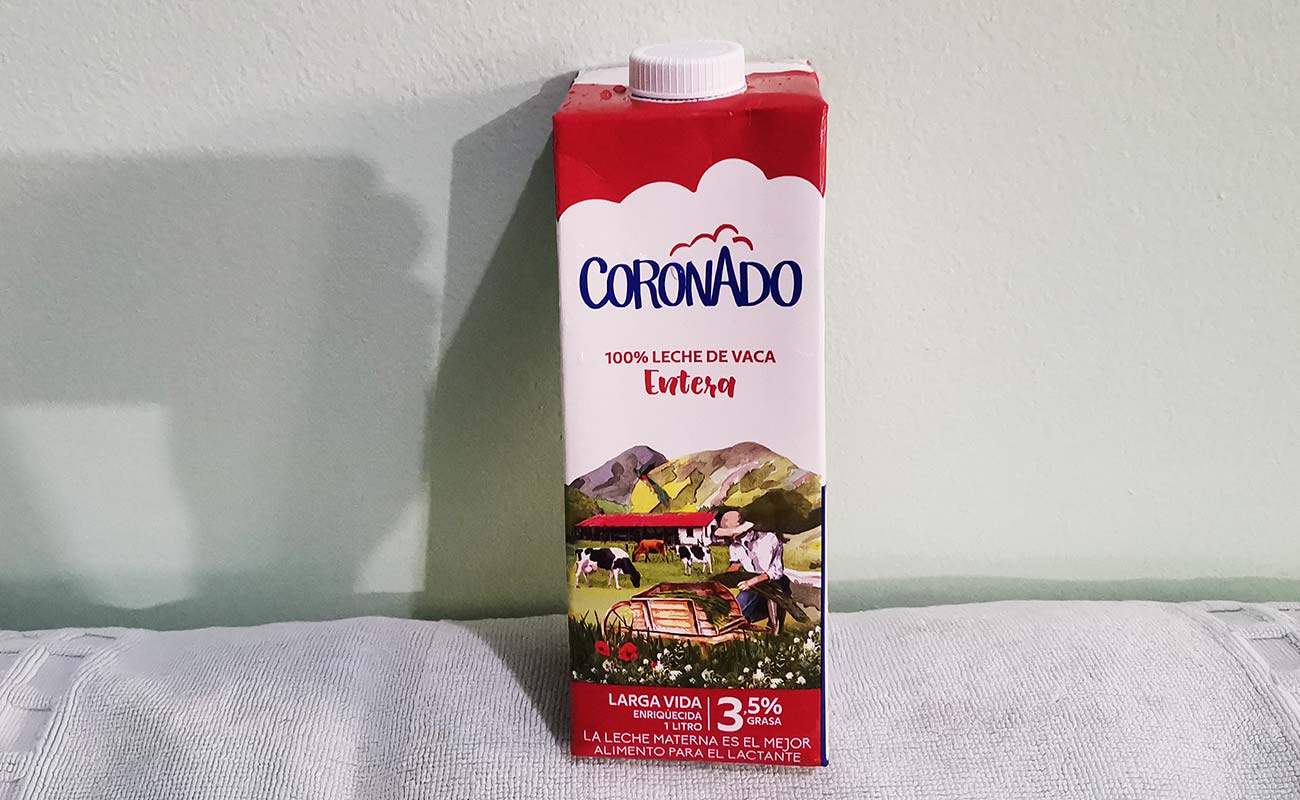 CORONADO
100% LECHE DE VACA
Entera
LARGA VIDA
ENRIQUECIDA
1 LITRO
3,5%
GRASA
LA LECHE MATERNA ES EL MEJOR
ALIMENTO PARA EL LACTANTE